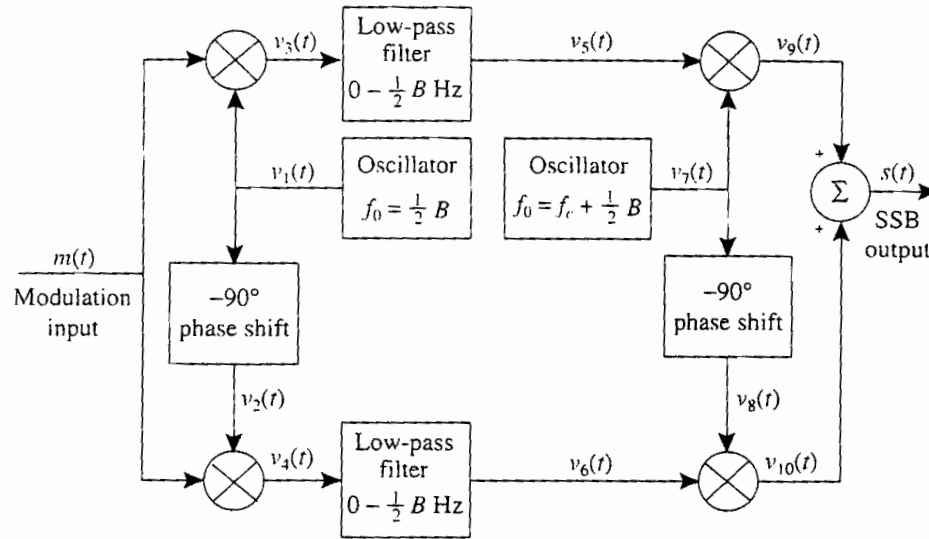 v₃(t)
Low-pass
filter
0 – ½ B Hz
v₅(t)
v₉(t)
v₁(t)
Oscillator
f₀ = ½ B
Oscillator
f₀ = f_c + ½ B
v₇(t)
+
Σ
+
s(t)
SSB
output
m(t)
Modulation
input
–90°
phase shift
–90°
phase shift
v₂(t)
v₈(t)
v₄(t)
Low-pass
filter
0 – ½ B Hz
v₆(t)
v₁₀(t)